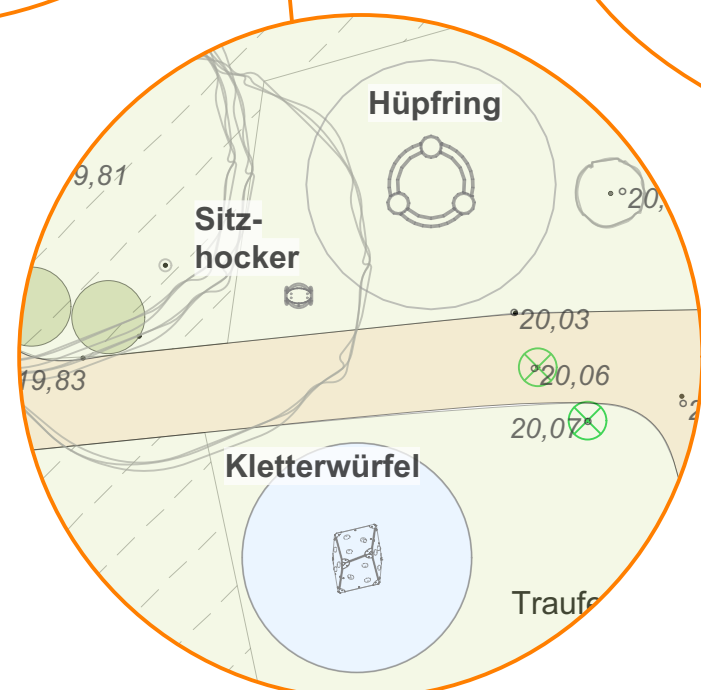 Hüpfring
9,81
°20,
Sitz-
hocker
20,03
19,83
20,06
20,07
Kletterwürfel
Traufe